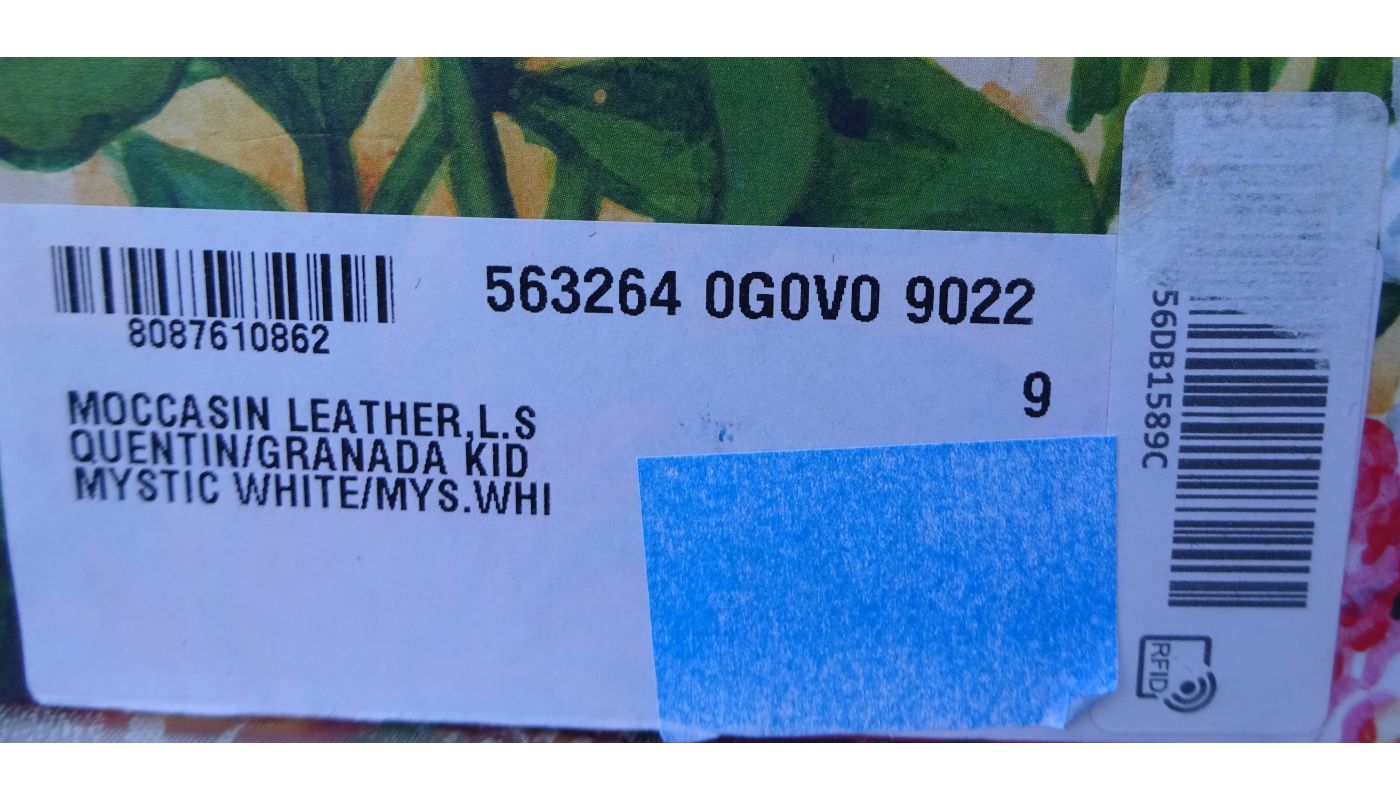 563264 0G0V0 9022
8087610862
9
MOCCASIN LEATHER,L.S
QUENTIN/GRANADA KID
MYSTIC WHITE/MYS.WHI
56DB1589C
RFID